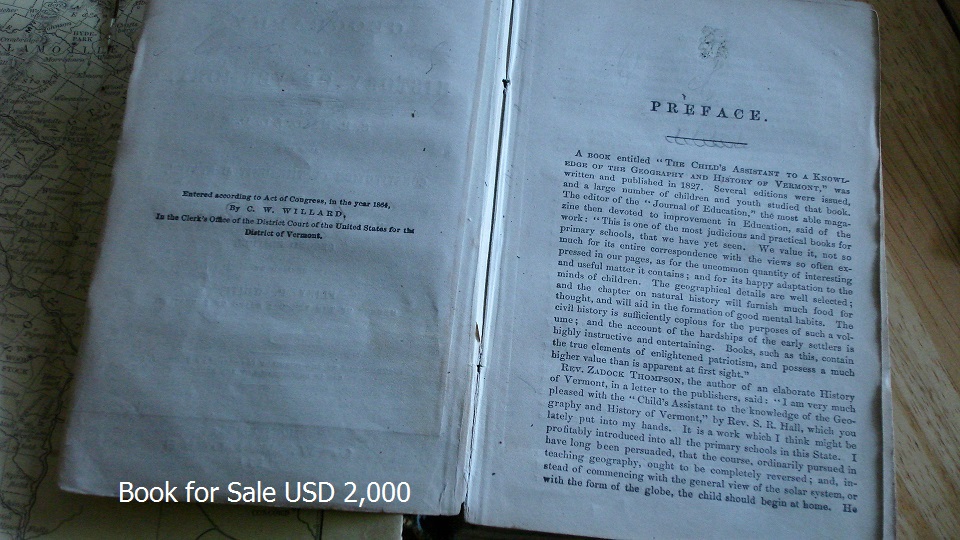 Entered according to Act of Congress, in the year 1864,
By C. W. WILLARD,
In the Clerk's Office of the District Court of the United States for the
District of Vermont.
PREFACE.
A BOOK entitled "THE CHILD'S ASSISTANT TO A KNOWL-
EDGE OF THE GEOGRAPHY AND HISTORY OF VERMONT," was
written and published in 1827. Several editions were issued,
and a large number of children and youth studied that book.
The editor of the "Journal of Education," the most able maga-
zine then devoted to improvement in Education, said of the
work: "This is one of the most judicious and practical books for
primary schools, that we have yet seen. We value it, not so
much for its entire correspondence with the views so often ex-
pressed in our pages, as for the uncommon quantity of interesting
and useful matter it contains; and for its happy adaptation to the
minds of children. The geographical details are well selected;
and the chapter on natural history will furnish much food for
thought, and will aid in the formation of good mental habits. The
civil history is sufficiently copious for the purposes of such a vol-
ume; and the account of the hardships of the early settlers is
highly instructive and entertaining. Books, such as this, contain
the true elements of enlightened patriotism, and possess a much
higher value than is apparent at first sight."
REV. ZADOCK THOMPSON, the author of an elaborate History
of Vermont, in a letter to the publishers, said: "I am very much
pleased with the "Child's Assistant to the knowledge of the Geo-
graphy and History of Vermont," by Rev. S. R. Hall, which you
lately put into my hands. It is a work which I think might be
profitably introduced into all the primary schools in this State. I
have long been persuaded, that the course, ordinarily pursued in
teaching geography, ought to be completely reversed; and, in-
stead of commencing with the general view of the solar system, or
with the form of the globe, the child should begin at home. He
Book for Sale USD 2,000
HYDE
PARK
LAMOILLE